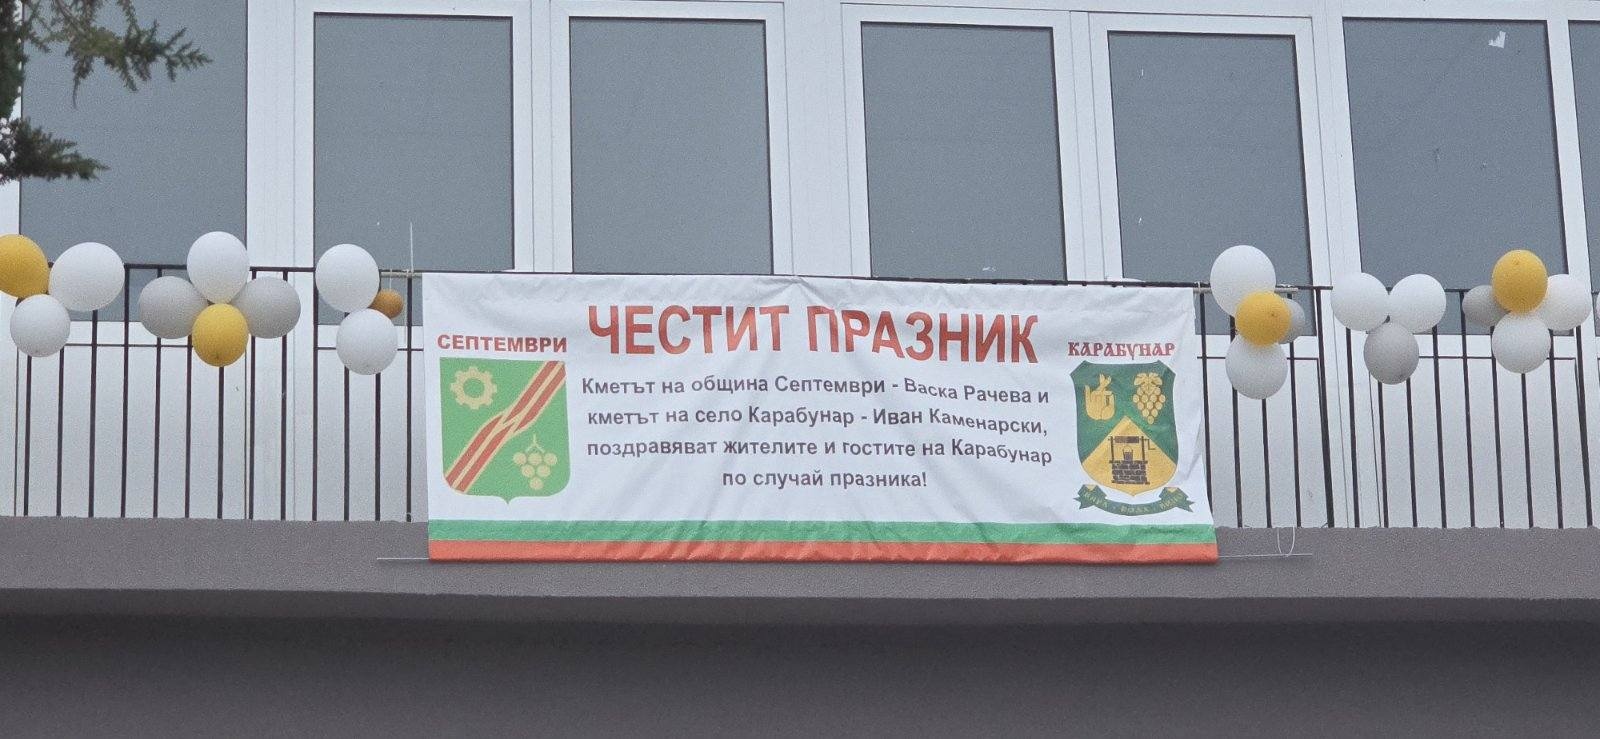 ЧЕСТИТ ПРАЗНИК
СЕПТЕМВРИ
КАРАБУНАР
Кметът на община Септември - Васка Рачева и
кметът на село Карабунар - Иван Каменарски,
поздравяват жителите и гостите на Карабунар
по случай празника!
ВОДА